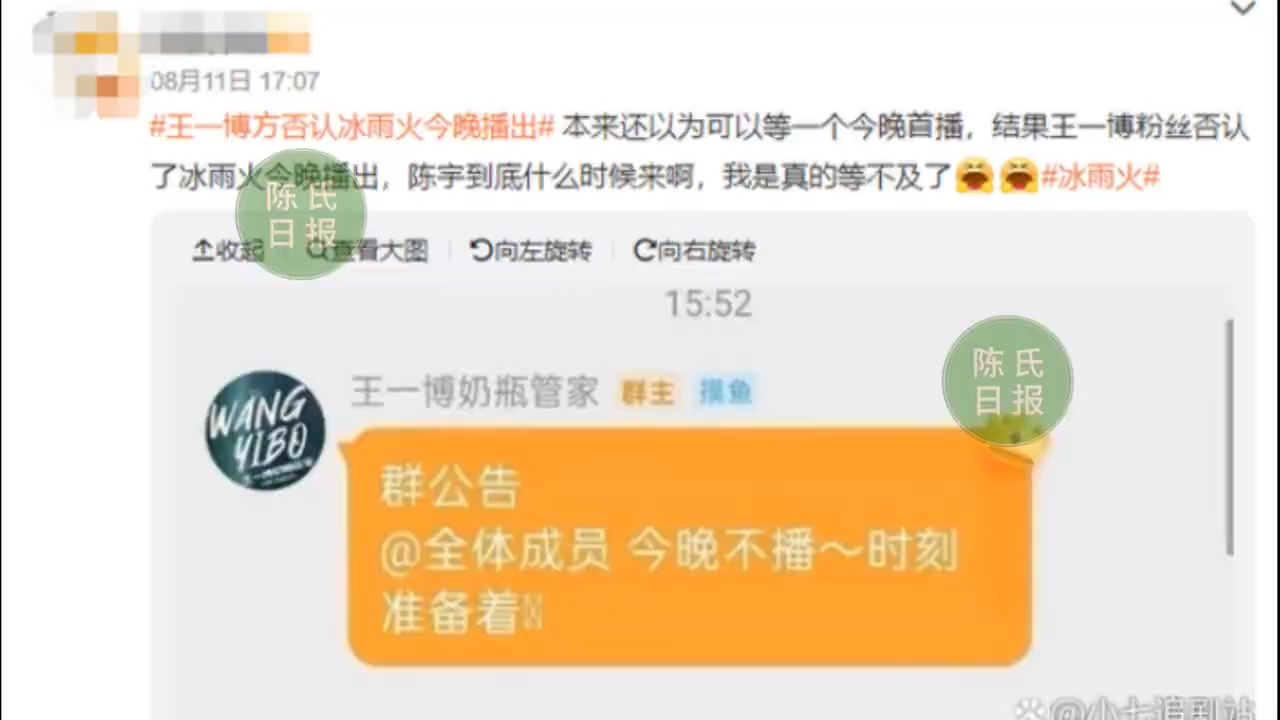 08月11日 17:07
#王一博方否认冰雨火今晚播出# 本来还以为可以等一个今晚首播，结果王一博粉丝否认
了冰雨火今晚播出，陈宇到底什么时候来啊，我是真的等不及了 #冰雨火#
陈氏
日报
收起 查看大图 向左旋转 向右旋转
15:52
陈氏
日报
王一博奶瓶管家 群主 摸鱼
WANG
YIBO
群公告
@全体成员 今晚不播～时刻
准备着
@小七追剧站